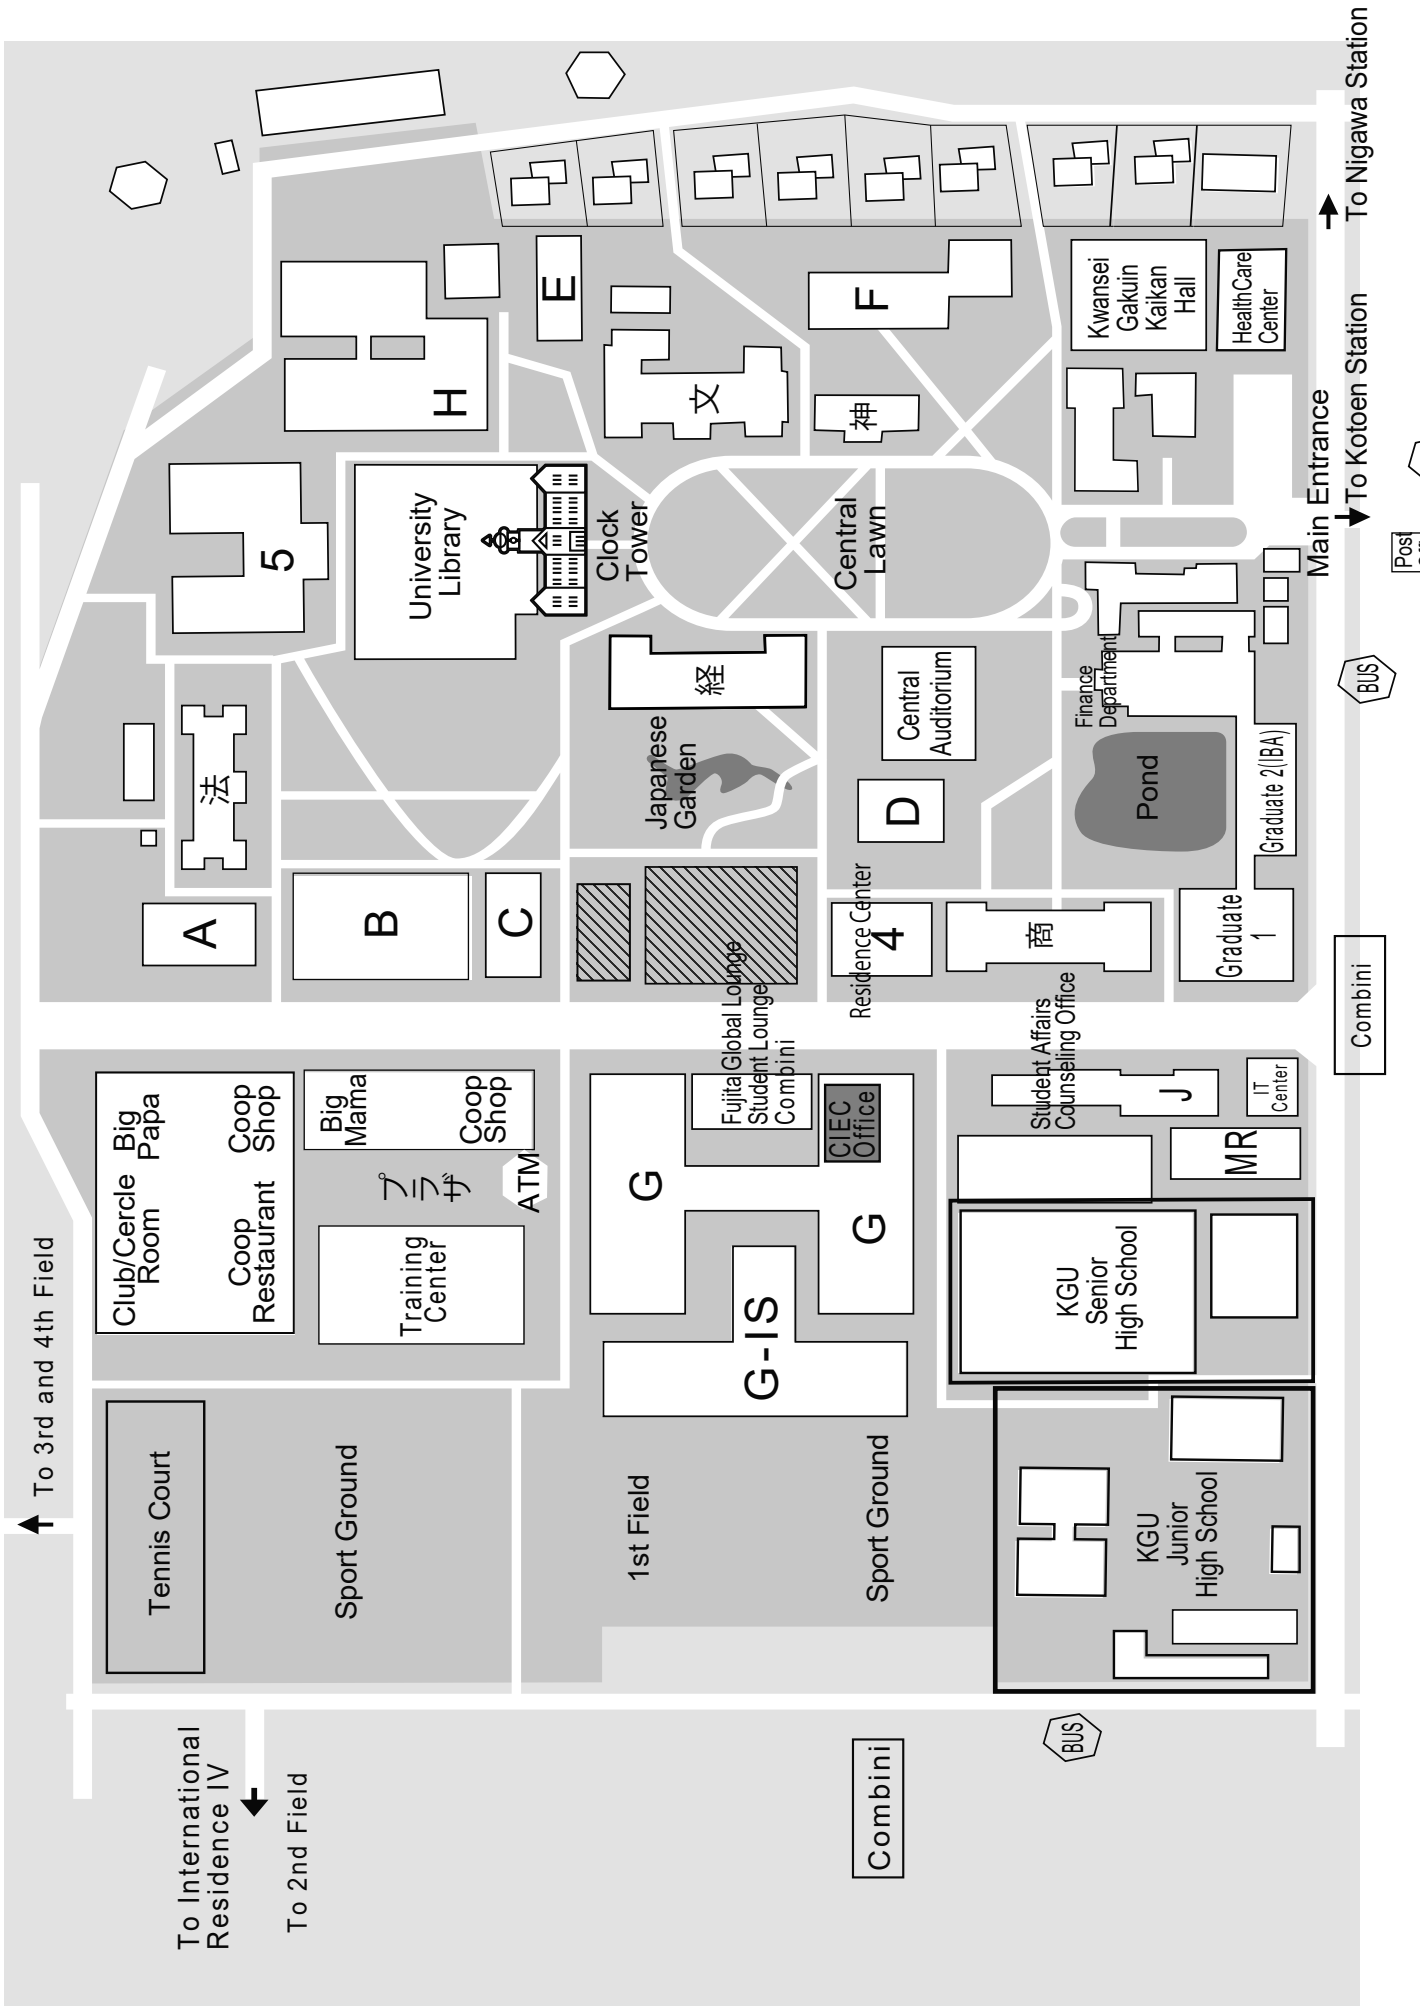 To 3rd and 4th Field
Tennis Court
Club/Cercle
Room
Big
Papa
Coop
Restaurant
Coop
Shop
A
法
5
To International
Residence IV
To 2nd Field
Sport Ground
Training
Center
プ
ラ
ザ
ATM
Big
Mama
Coop
Shop
B
C
University
Library
H
E
1st Field
G
Japanese
Garden
Clock
Tower
経
文
G-IS
Fujita Global Lounge
Student Lounge
Combini
CIEC
Office
G
Combini
Sport Ground
Residence Center
4
D
Central
Auditorium
Central
Lawn
神
F
BUS
KGU
Senior
High School
Student Affairs
Counseling Office
商
Finance
Department
Pond
Kwansei
Gakuin
Kaikan
Hall
KGU
Junior
High School
J
MR
IT
Center
Graduate
1
Graduate 2(IBA)
HealthCare
Center
Main Entrance
To Kotoen Station
To Nigawa Station
Combini
BUS
Post